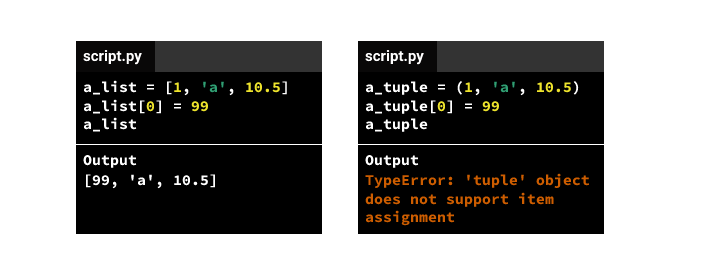 script.py
a_list = [1, 'a', 10.5]
a_list[0] = 99
a_list
Output
[99, 'a', 10.5]
script.py
a_tuple = (1, 'a', 10.5)
a_tuple[0] = 99
a_tuple
Output
TypeError: 'tuple' object
does not support item
assignment